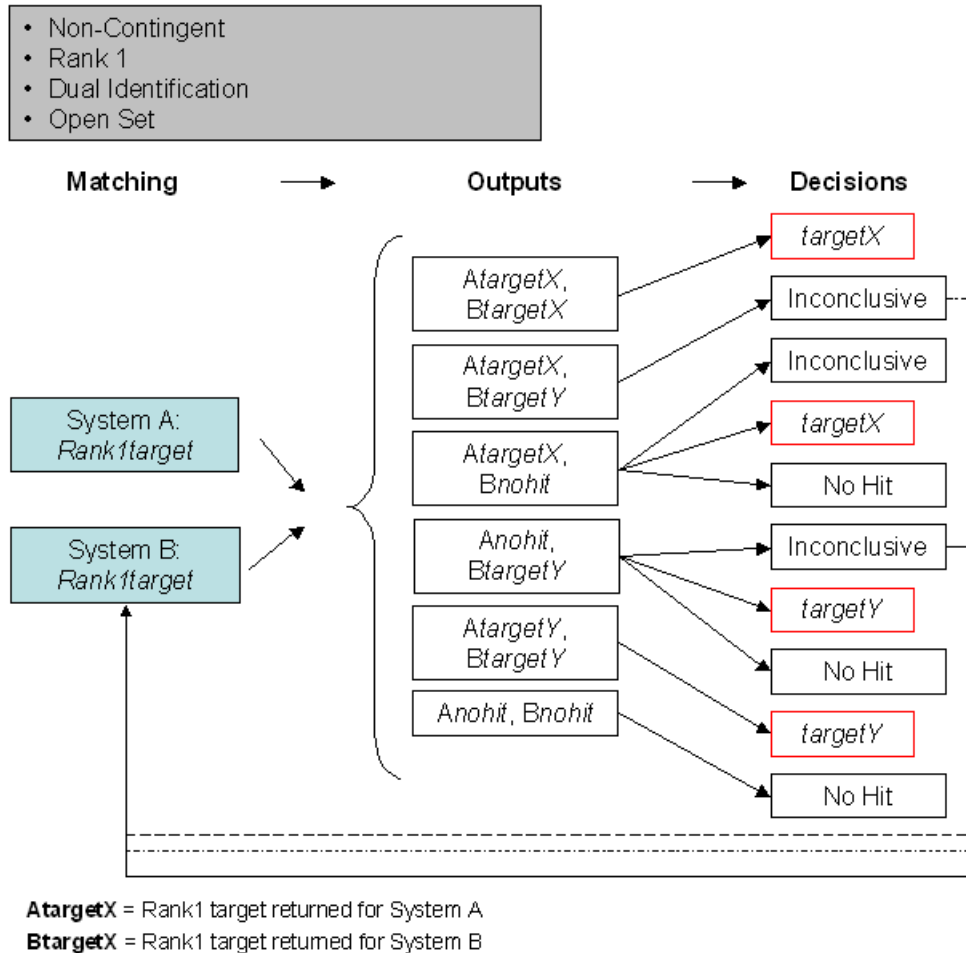 • Non-Contingent
• Rank 1
• Dual Identification
• Open Set
Matching
Outputs
Decisions
System A:
Rank1target
System B:
Rank1target
AtargetX,
BtargetX
AtargetX,
BtargetY
AtargetX,
Bnohit
Anohit,
BtargetY
AtargetY,
BtargetY
Anohit, Bnohit
targetX
Inconclusive
Inconclusive
targetX
No Hit
Inconclusive
targetY
No Hit
targetY
No Hit
AtargetX = Rank1 target returned for System A
BtargetX = Rank1 target returned for System B